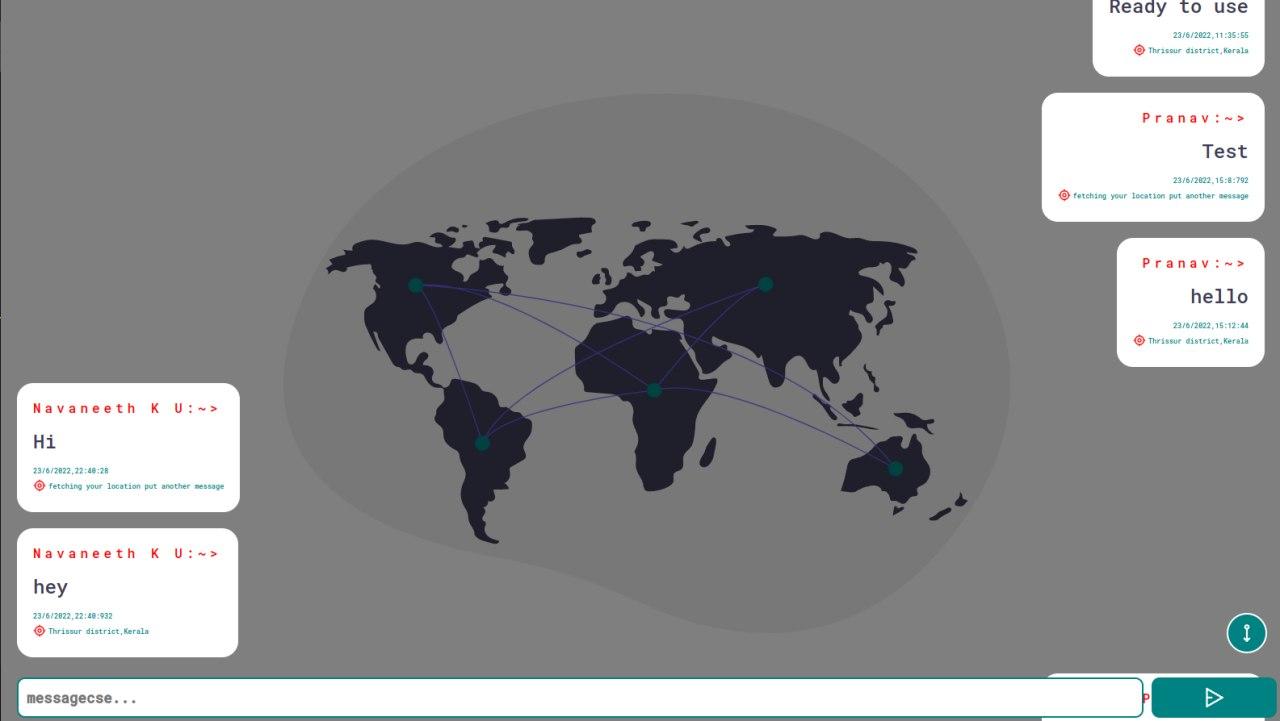 Ready to use
23/6/2022,11:35:55
Thrissur district,Kerala
Pranav:~>
Test
23/6/2022,15:8:792
fetching your location put another message
Pranav:~>
hello
23/6/2022,15:12:44
Thrissur district,Kerala
Navaneeth K U:~>
Hi
23/6/2022,22:40:28
fetching your location put another message
Navaneeth K U:~>
hey
23/6/2022,22:40:932
Thrissur district,Kerala
messagecse...
P